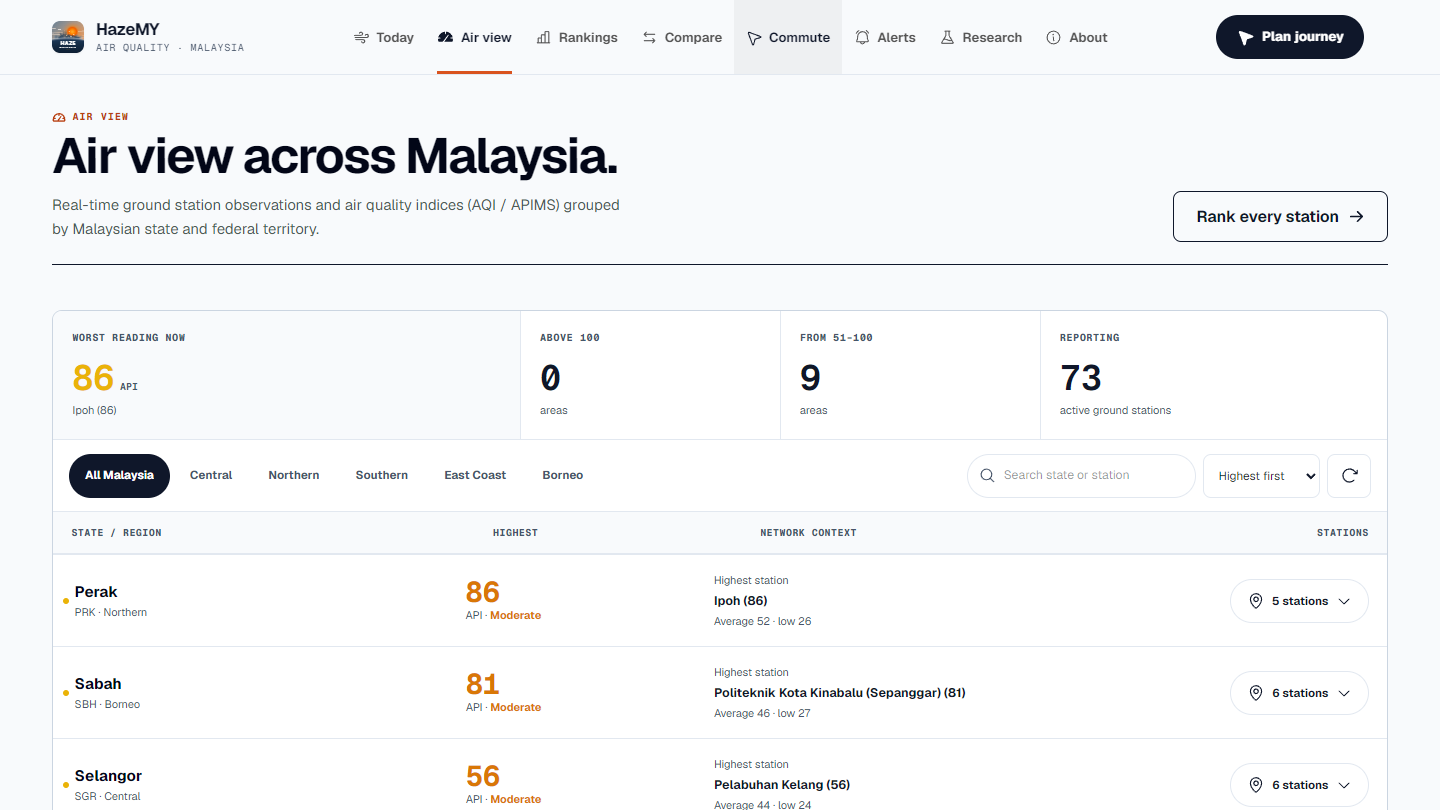 HazeMY
AIR QUALITY · MALAYSIA
Today
Air view
Rankings
Compare
Commute
Alerts
Research
About
Plan journey
AIR VIEW
Air view across Malaysia.
Real-time ground station observations and air quality indices (AQI / APIMS) grouped
by Malaysian state and federal territory.
Rank every station
WORST READING NOW
86 API
Ipoh (86)
ABOVE 100
0
areas
FROM 51-100
9
areas
REPORTING
73
active ground stations
All Malaysia
Central
Northern
Southern
East Coast
Borneo
Search state or station
Highest first
STATE / REGION
HIGHEST
NETWORK CONTEXT
STATIONS
Perak
PRK · Northern
86
API · Moderate
Highest station
Ipoh (86)
Average 52 · low 26
5 stations
Sabah
SBH · Borneo
81
API · Moderate
Highest station
Politeknik Kota Kinabalu (Sepanggar) (81)
Average 46 · low 27
6 stations
Selangor
SGR · Central
56
API · Moderate
Highest station
Pelabuhan Kelang (56)
Average 44 · low 24
6 stations